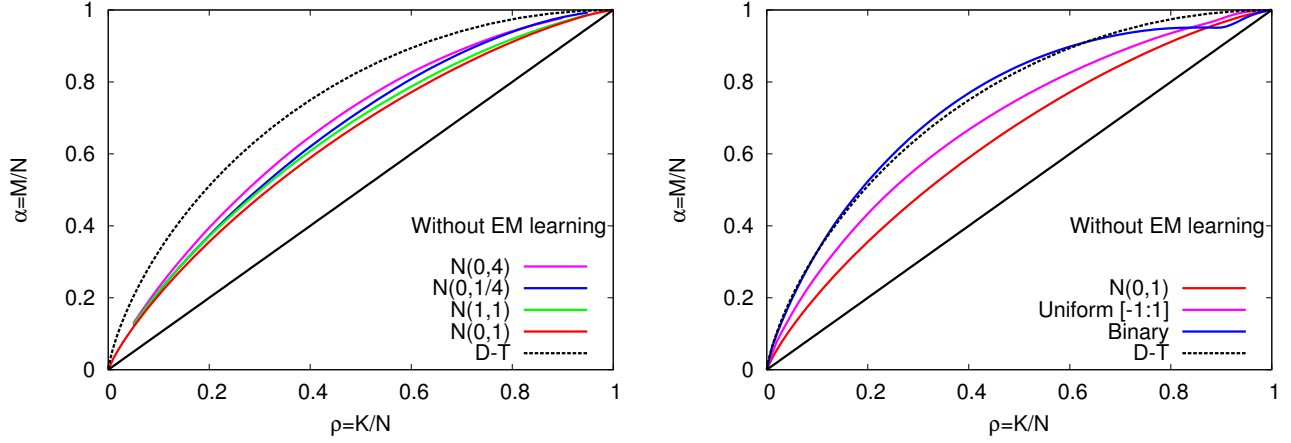 1
0.8
0.6
0.4
0.2
0
α=M/N
Without EM learning
N(0,4)
N(0,1/4)
N(1,1)
N(0,1)
D-T
0 0.2 0.4 0.6 0.8 1
ρ=K/N
1
0.8
0.6
0.4
0.2
0
α=M/N
Without EM learning
N(0,1)
Uniform [-1:1]
Binary
D-T
0 0.2 0.4 0.6 0.8 1
ρ=K/N